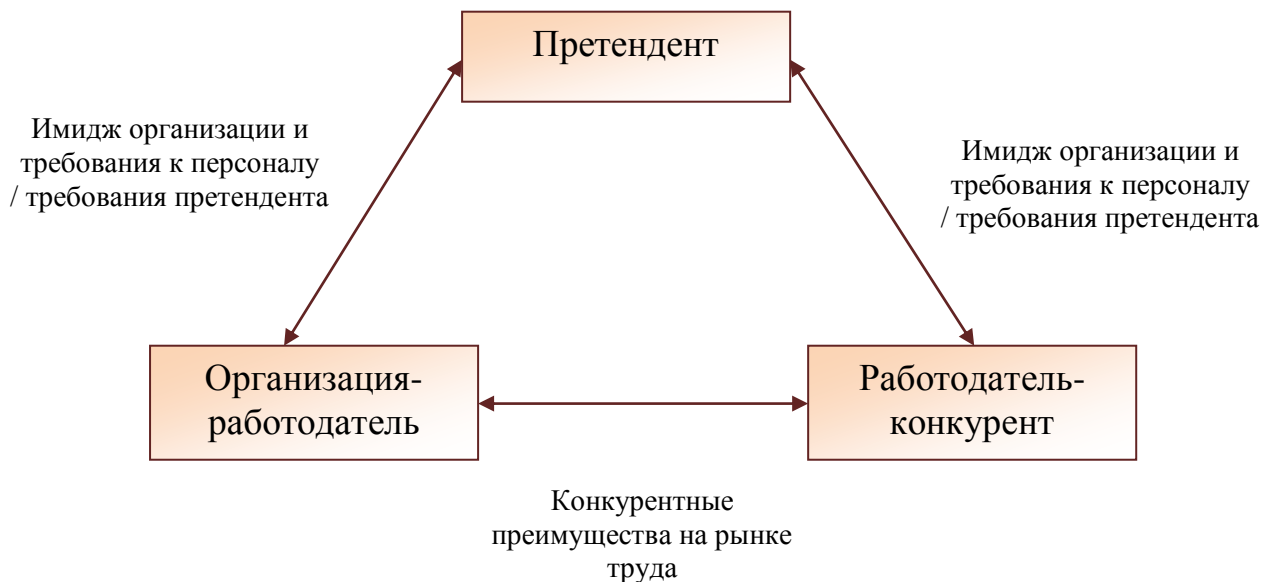 Претендент
Имидж организации и
требования к персоналу
/ требования претендента
Имидж организации и
требования к персоналу
/ требования претендента
Организация-
работодатель
Работодатель-
конкурент
Конкурентные
преимущества на рынке
труда